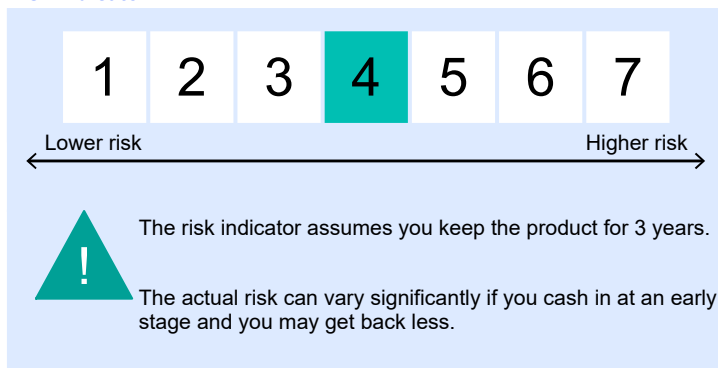 1 2 3 4 5 6 7
Lower risk Higher risk
!
The risk indicator assumes you keep the product for 3 years.
The actual risk can vary significantly if you cash in at an early
stage and you may get back less.